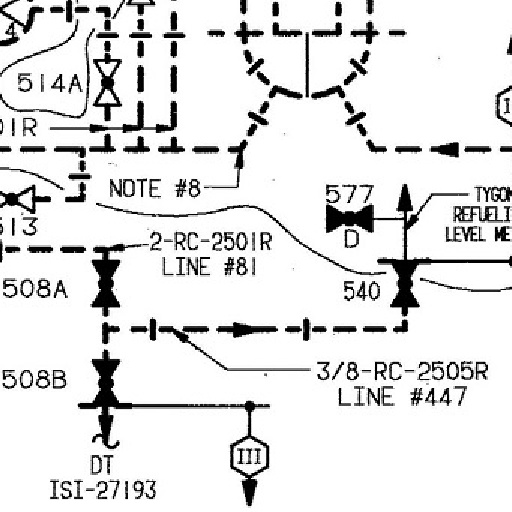 4
514A
01R
NOTE #8
577
D
TYGON
REFUELI
LEVEL ME
513
2-RC-2501R
LINE #81
508A
540
3/8-RC-2505R
LINE #447
508B
III
DT
ISI-27193